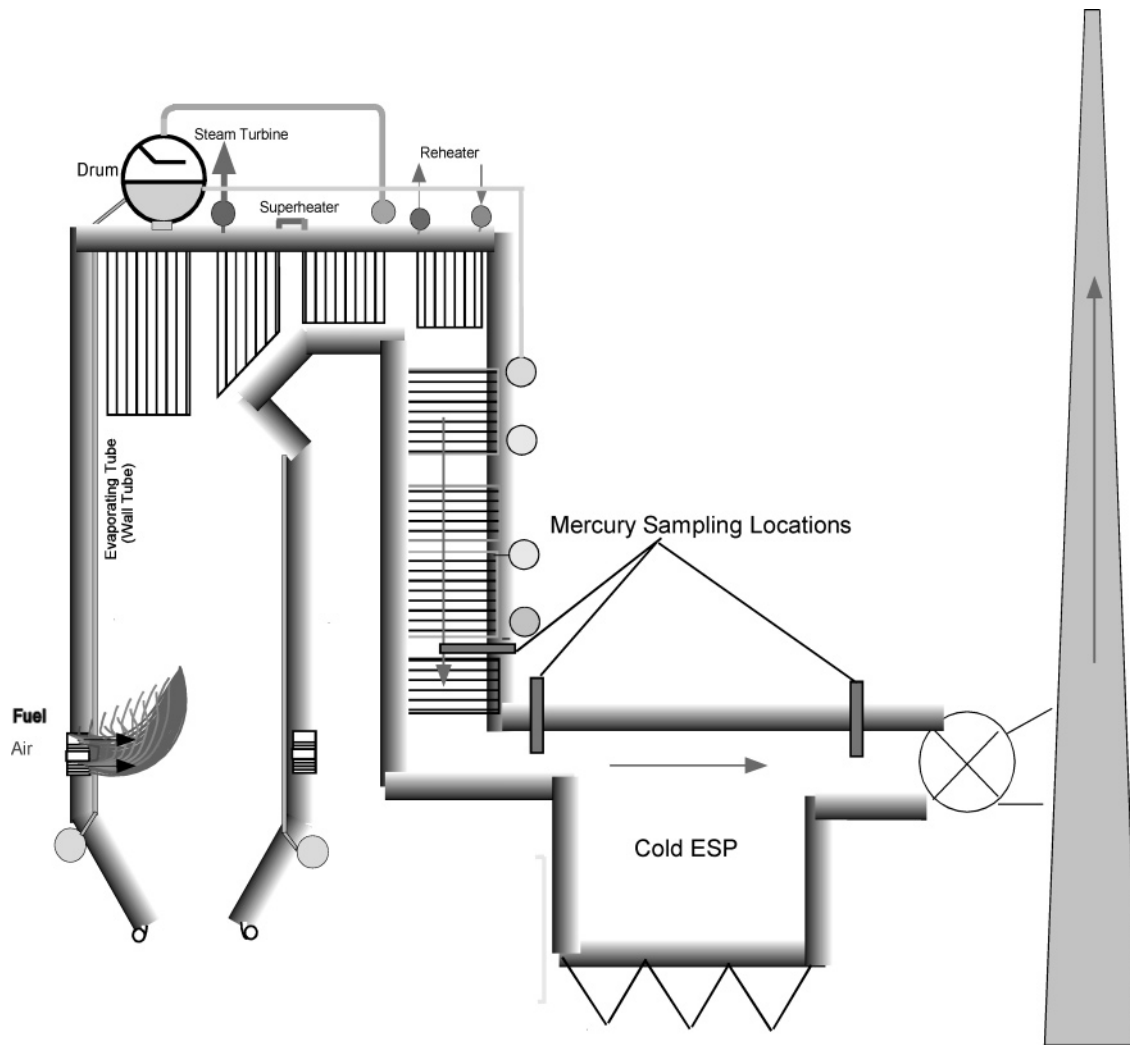 Steam Turbine
Drum
Reheater
Superheater
Evaporating Tube
(Wall Tube)
Mercury Sampling Locations
Fuel
Air
Cold ESP